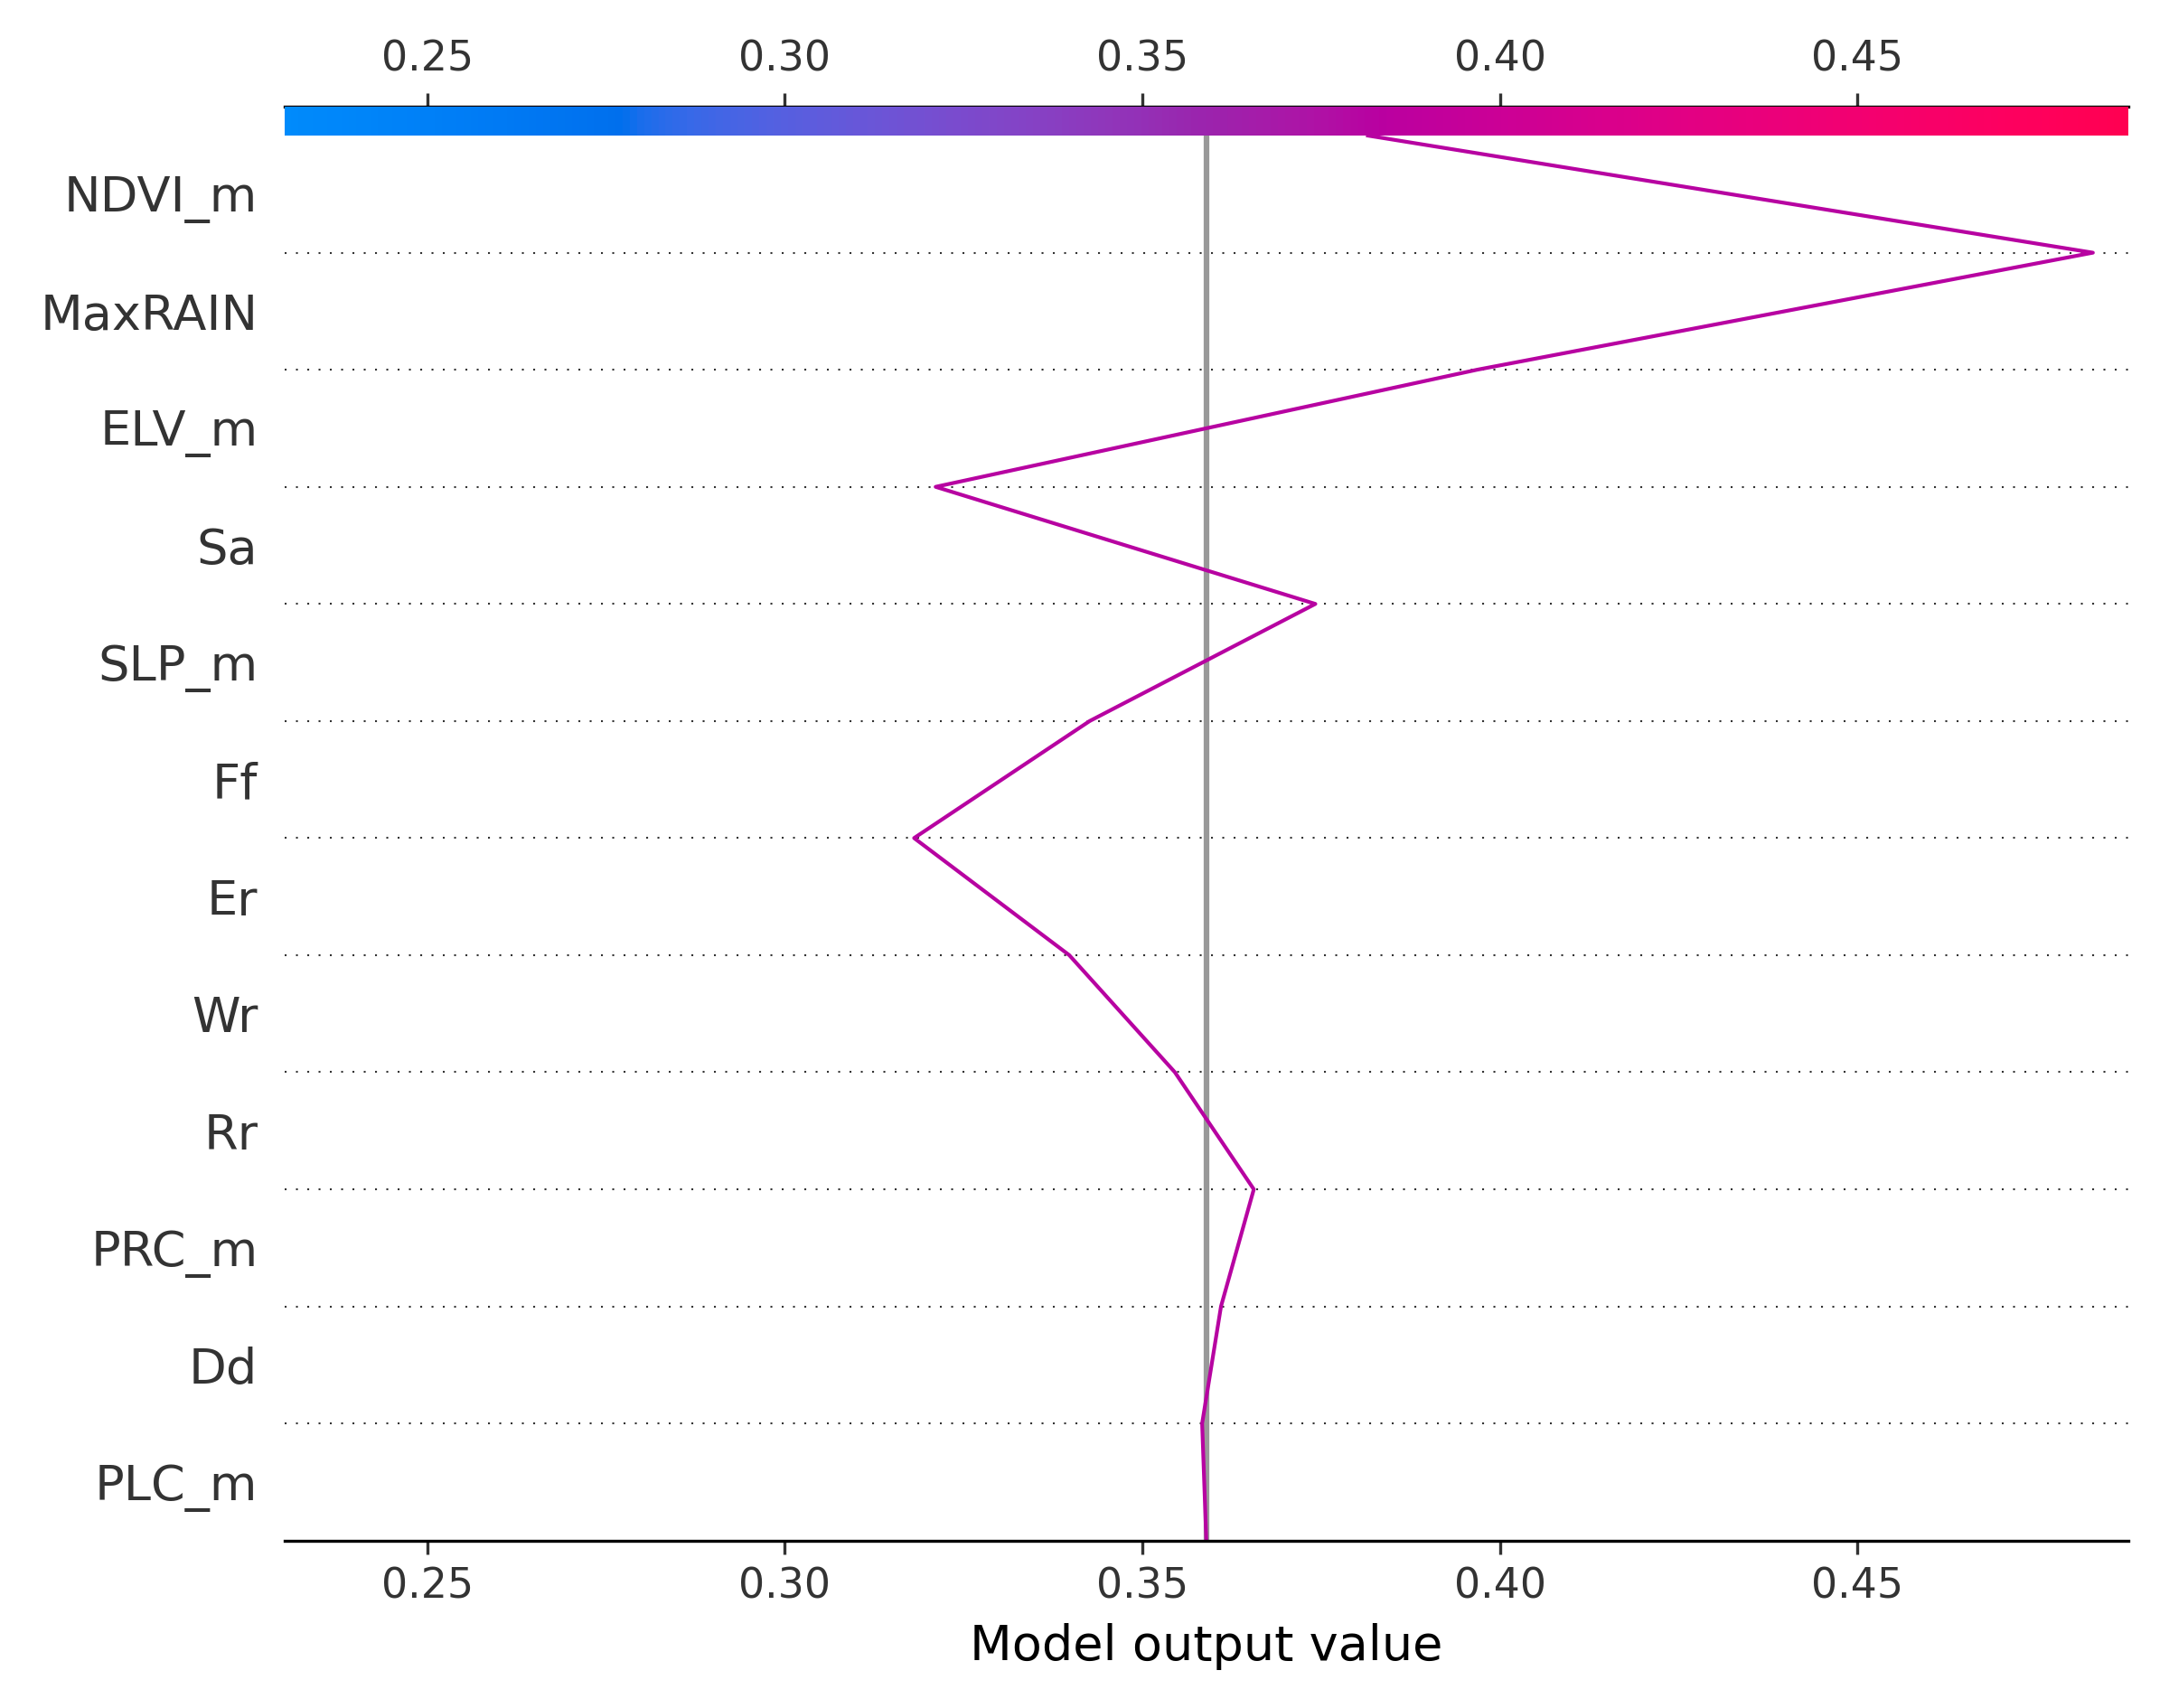 0.25 0.30 0.35 0.40 0.45
NDVI_m
MaxRAIN
ELV_m
Sa
SLP_m
Ff
Er
Wr
Rr
PRC_m
Dd
PLC_m
0.25 0.30 0.35 0.40 0.45
Model output value